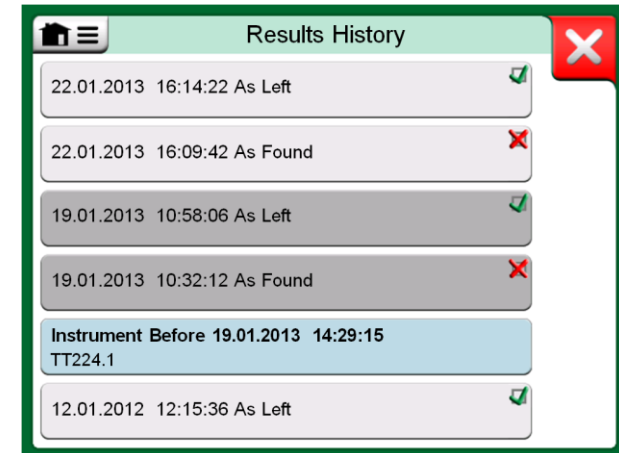 Results History
22.01.2013 16:14:22 As Left
22.01.2013 16:09:42 As Found
19.01.2013 10:58:06 As Left
19.01.2013 10:32:12 As Found
Instrument Before 19.01.2013 14:29:15
TT224.1
12.01.2012 12:15:36 As Left